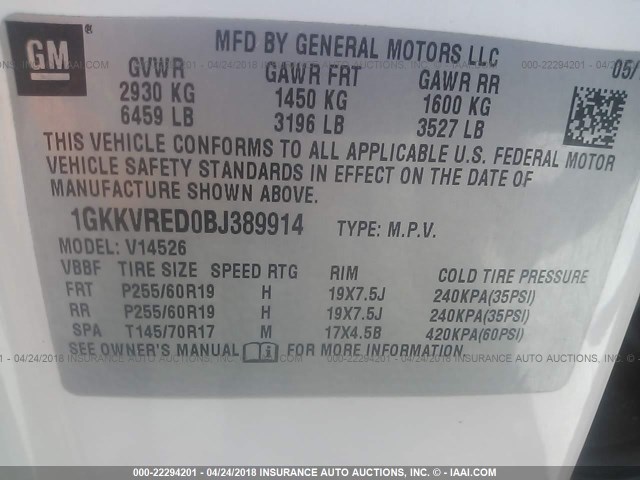 GM ®
MFD BY GENERAL MOTORS LLC
05/
GVWR GAWR FRT GAWR RR
2930 KG 1450 KG 1600 KG
6459 LB 3196 LB 3527 LB
THIS VEHICLE CONFORMS TO ALL APPLICABLE U.S. FEDERAL MOTOR
VEHICLE SAFETY STANDARDS IN EFFECT ON THE DATE OF
MANUFACTURE SHOWN ABOVE.
1GKKVRED0BJ389914 TYPE: M.P.V.
MODEL: V14526
VBBF TIRE SIZE SPEED RTG RIM COLD TIRE PRESSURE
FRT P255/60R19 H 19X7.5J 240KPA(35PSI)
RR P255/60R19 H 19X7.5J 240KPA(35PSI)
SPA T145/70R17 M 17X4.5B 420KPA(60PSI)
SEE OWNER'S MANUAL FOR MORE INFORMATION.
000-22294201 - 04/24/2018 INSURANCE AUTO AUCTIONS, INC. © - IAAI.COM